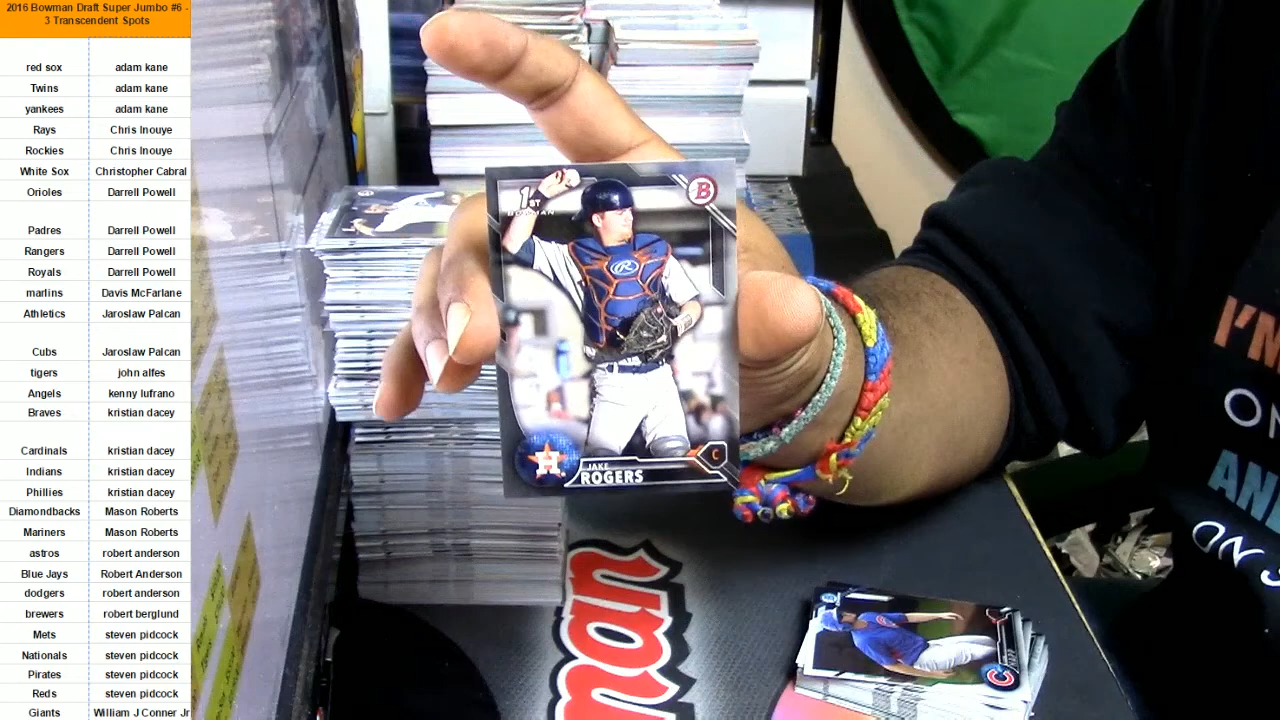 2016 Bowman Draft Super Jumbo #6 -
3 Transcendent Spots
red sox adam kane
Twins adam kane
yankees adam kane
Rays Chris Inouye
Rockies Chris Inouye
White Sox Christopher Cabral
Orioles Darrell Powell
Padres Darrell Powell
Rangers Darrell Powell
Royals Darrell Powell
marlins Davis McFarlane
Athletics Jaroslaw Palcan
Cubs Jaroslaw Palcan
tigers john alfes
Angels kenny lufrano
Braves kristian dacey
Cardinals kristian dacey
Indians kristian dacey
Phillies kristian dacey
Diamondbacks Mason Roberts
Mariners Mason Roberts
astros robert anderson
Blue Jays Robert Anderson
dodgers robert anderson
brewers robert berglund
Mets steven pidcock
Nationals steven pidcock
Pirates steven pidcock
Reds steven pidcock
Giants William J Conner Jr
1ST
BOWMAN
B
R
H
JAKE
ROGERS
C
I'M
ON
C